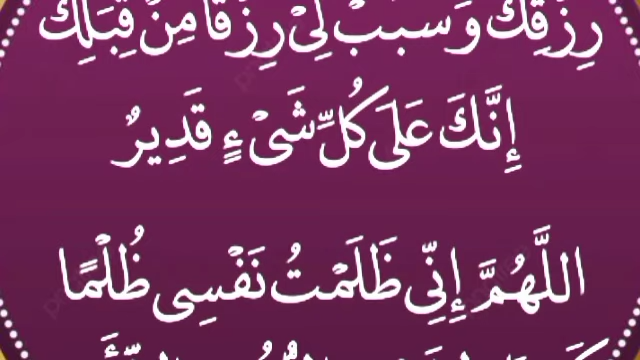 رِزْقِكَ وَسَبِّبْ لِىْ رِزْقًا مِنْ قِبَلِكَ
إِنَّكَ عَلَى كُلِّ شَىْءٍ قَدِيرٌ
اللَّهُمَّ إِنِّى ظَلَمْتُ نَفْسِى ظُلْمًا